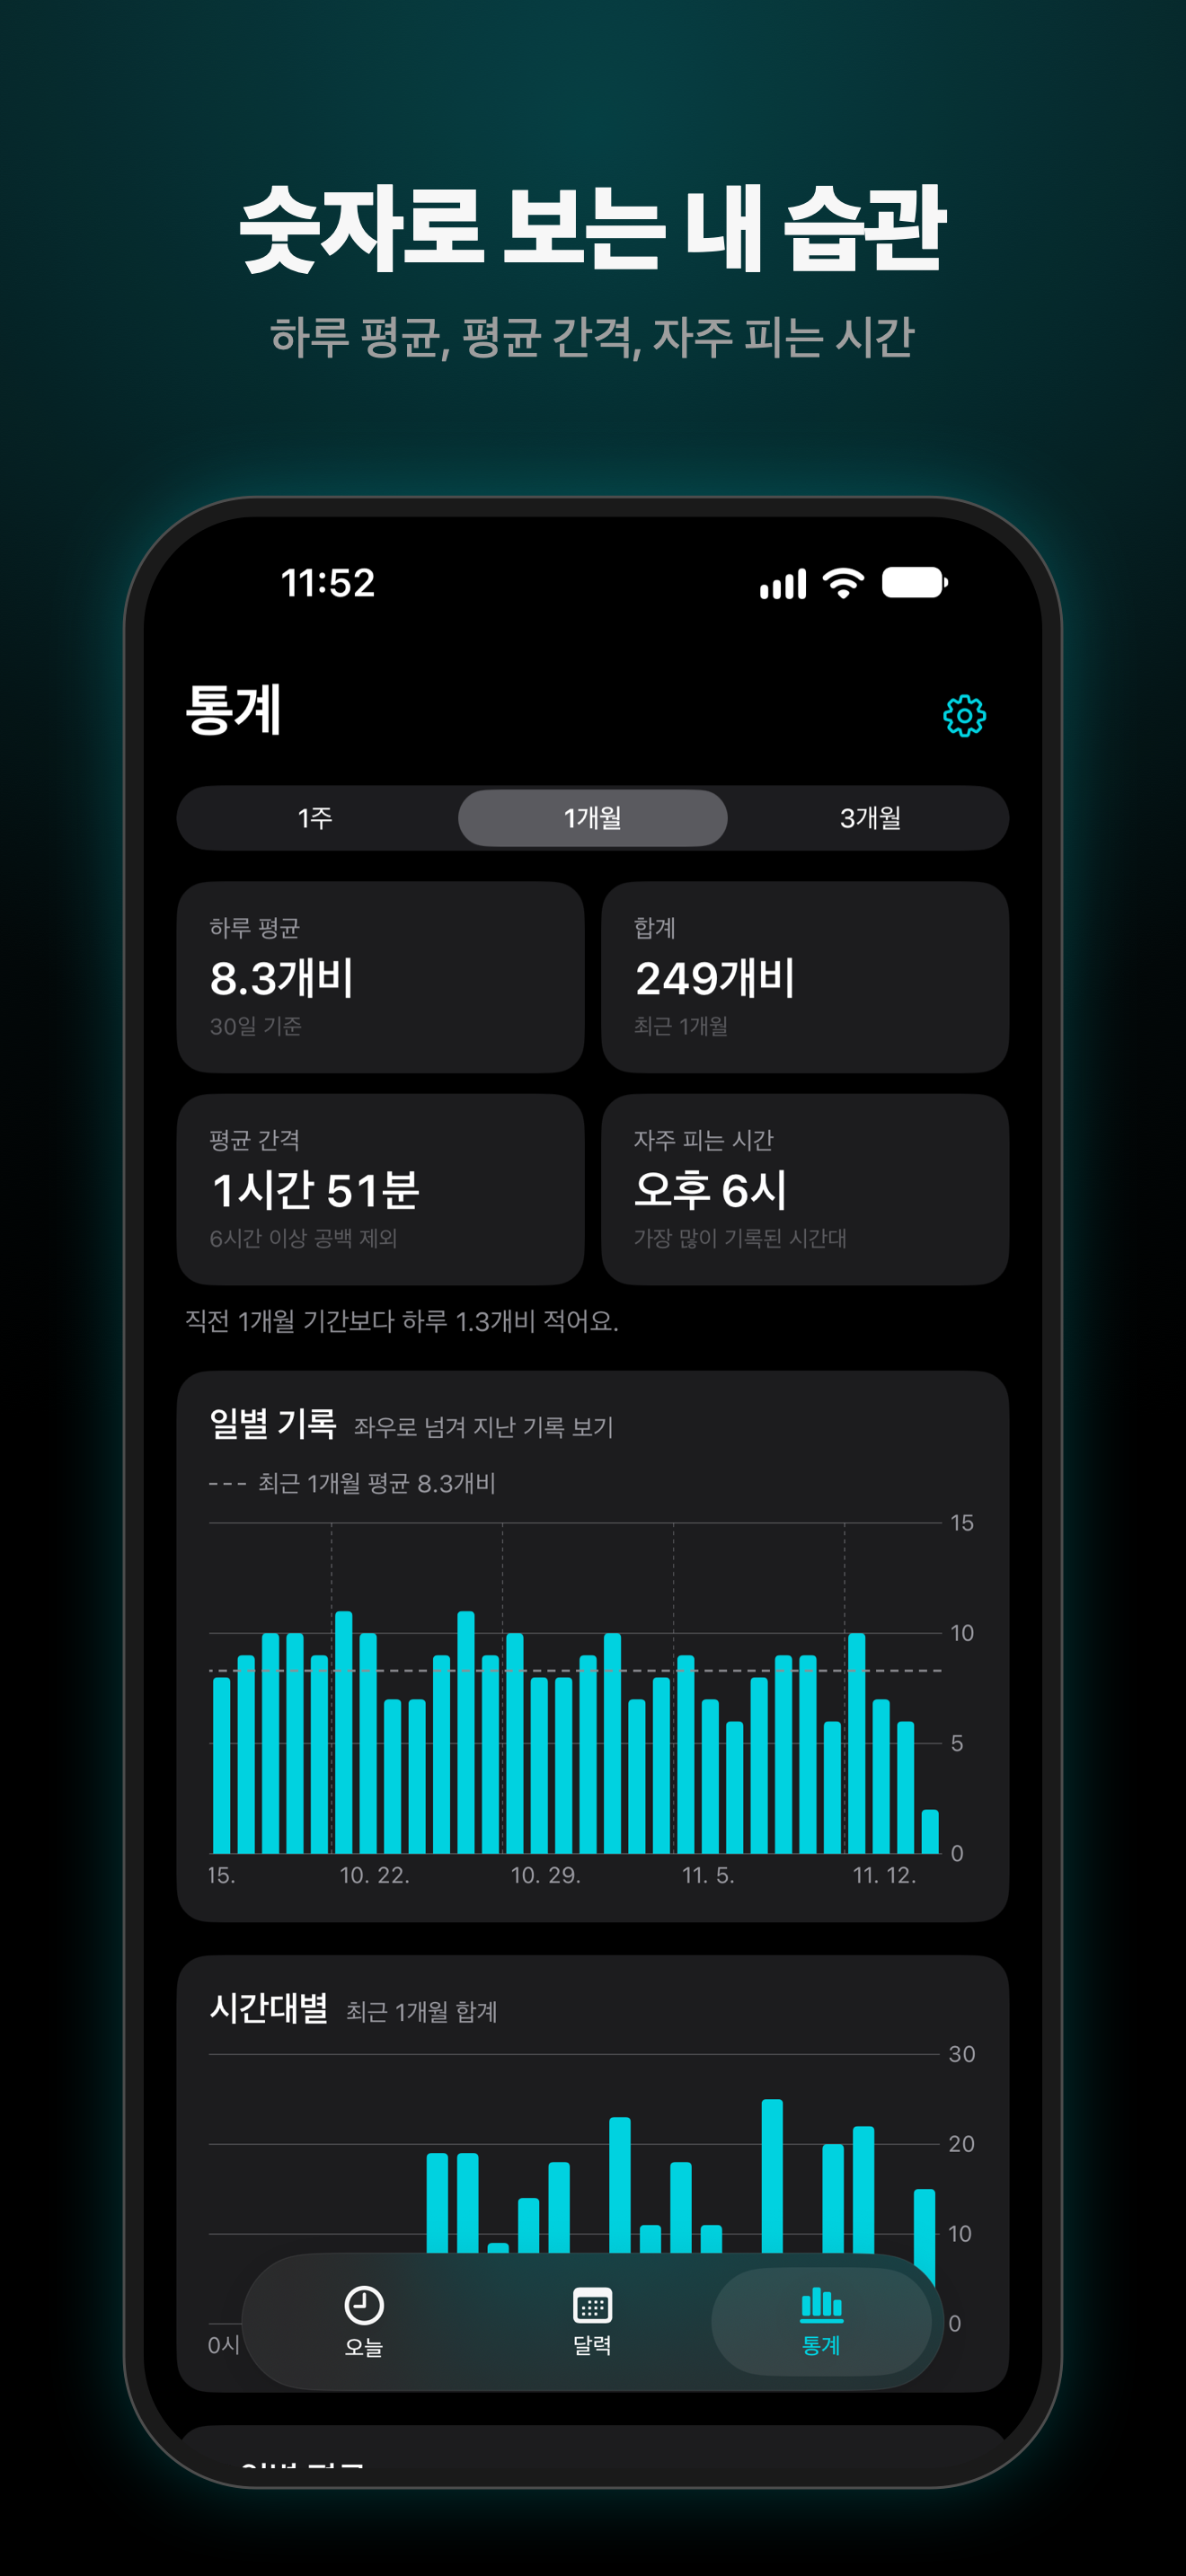 숫자로 보는 내 습관
하루 평균, 평균 간격, 자주 피는 시간
11:52
통계
1주 1개월 3개월
하루 평균
8.3개비
30일 기준
합계
249개비
최근 1개월
평균 간격
1시간 51분
6시간 이상 공백 제외
자주 피는 시간
오후 6시
가장 많이 기록된 시간대
직전 1개월 기간보다 하루 1.3개비 적어요.
일별 기록 좌우로 넘겨 지난 기록 보기
--- 최근 1개월 평균 8.3개비
15
10
5
0
15. 10. 22. 10. 29. 11. 5. 11. 12.
시간대별 최근 1개월 합계
30
20
10
0
0시
오늘 달력 통계